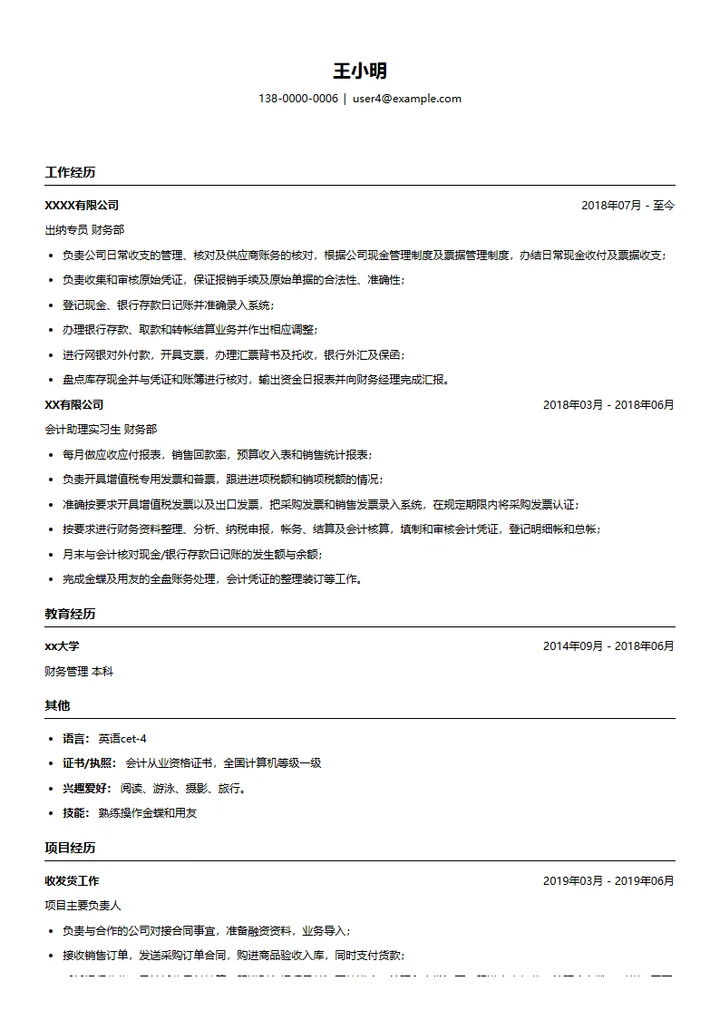 王小明
138-0000-0006 | user4@example.com
工作经历
XXXX有限公司 2018年07月 - 至今
出纳专员 财务部
• 负责公司日常收支的管理、核对及供应商账务的核对，根据公司现金管理制度及票据管理制度，办结日常现金收付及票据收支；
• 负责收集和审核原始凭证，保证报销手续及原始单据的合法性、准确性；
• 登记现金、银行存款日记账并准确录入系统；
• 办理银行存款、取款和转帐结算业务并作出相应调整；
• 进行网银对外付款，开具支票，办理汇票背书及托收，银行外汇及保函；
• 盘点库存现金并与凭证和账簿进行核对，输出资金日报表并向财务经理完成汇报。
XX有限公司 2018年03月 - 2018年06月
会计助理实习生 财务部
• 每月做应收应付报表，销售回款率，预算收入表和销售统计报表；
• 负责开具增值税专用发票和普票，跟进进项税额和销项税额的情况；
• 准确按要求开具增值税发票以及出口发票，把采购发票和销售发票录入系统，在规定期限内将采购发票认证；
• 按要求进行财务资料整理、分析、纳税申报，帐务、结算及会计核算，填制和审核会计凭证，登记明细帐和总帐；
• 月末与会计核对现金/银行存款日记账的发生额与余额；
• 完成金蝶及用友的全盘账务处理，会计凭证的整理装订等工作。
教育经历
xx大学 2014年09月 - 2018年06月
财务管理 本科
其他
• 语言： 英语cet-4
• 证书/执照： 会计从业资格证书，全国计算机等级一级
• 兴趣爱好： 阅读、游泳、摄影、旅行。
• 技能： 熟练操作金蝶和用友
项目经历
收发货工作 2019年03月 - 2019年06月
项目主要负责人
• 负责与合作的公司对接合同事宜，准备融资资料，业务导入；
• 接收销售订单，发送采购订单合同，购进商品验收入库，同时支付货款；